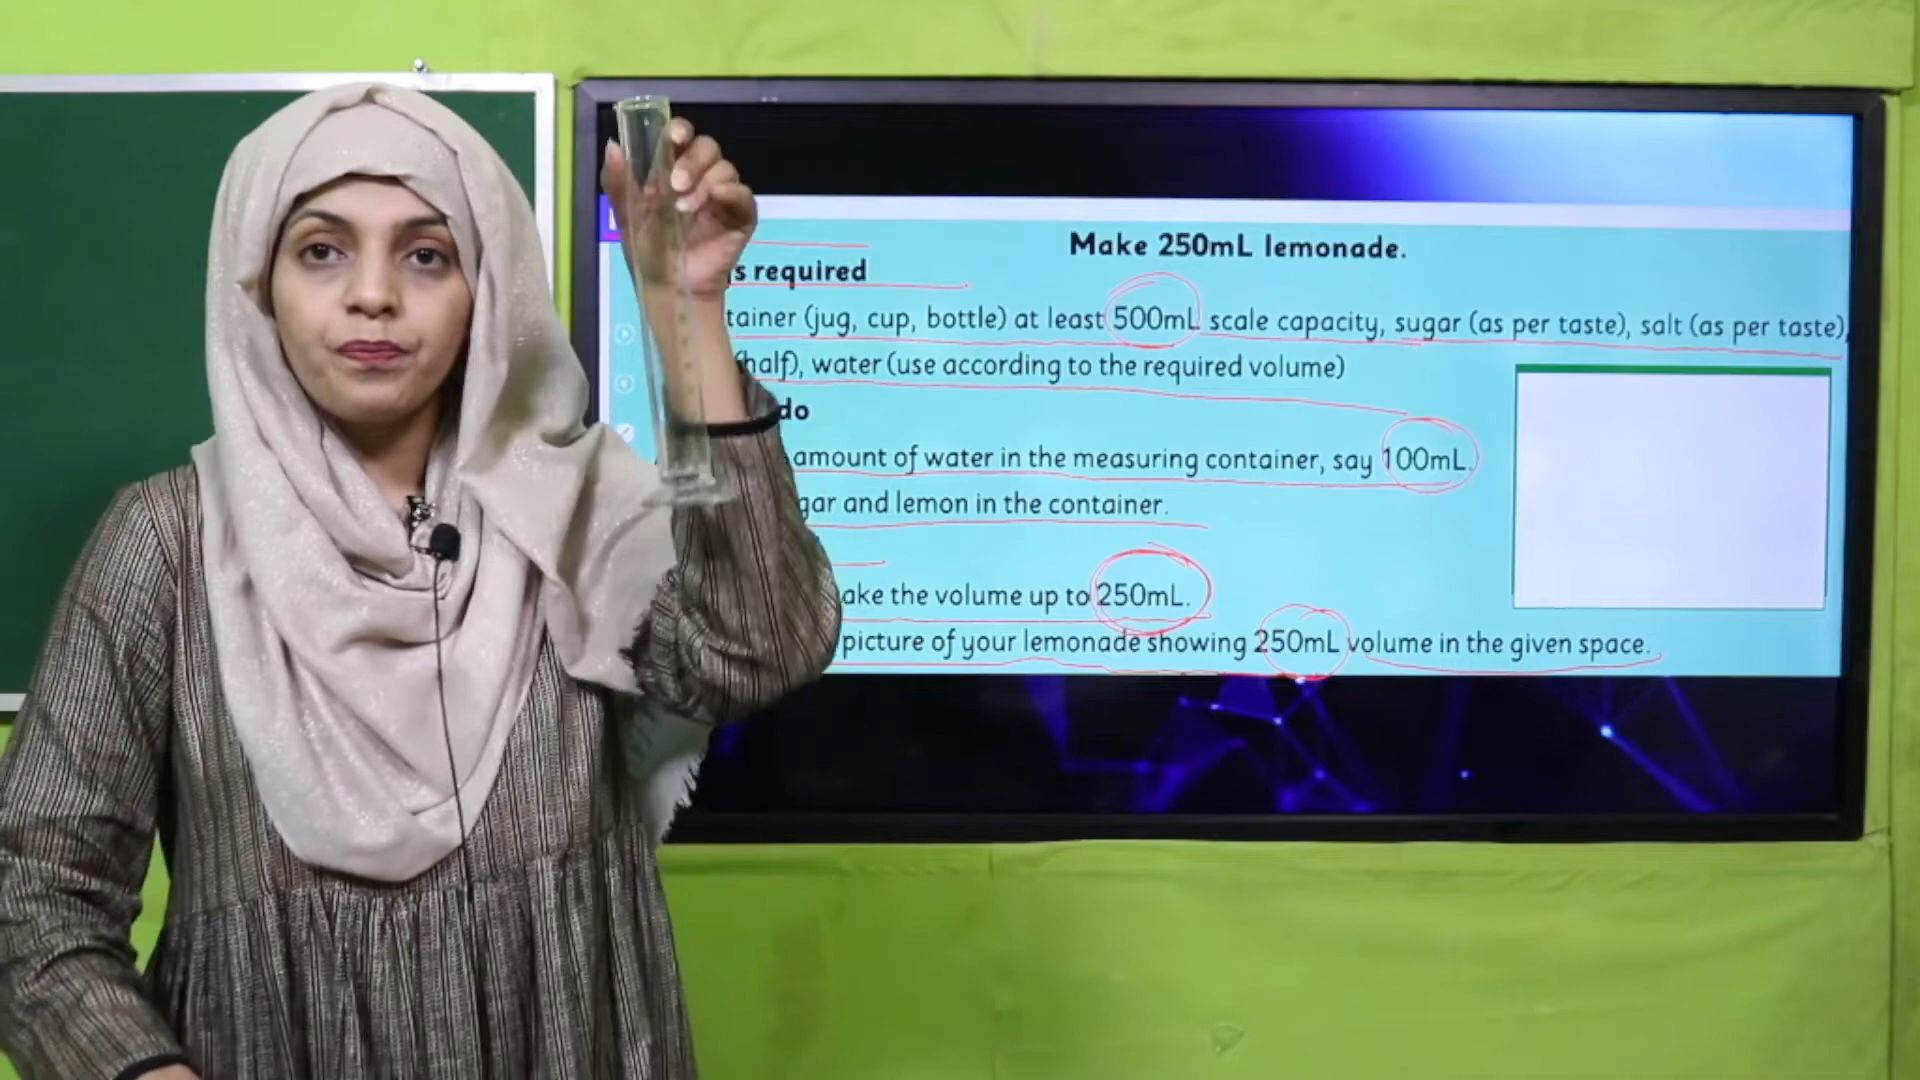 Make 250mL lemonade.
s required
tainer (jug, cup, bottle) at least 500mL scale capacity, sugar (as per taste), salt (as per taste),
(half), water (use according to the required volume)
do
amount of water in the measuring container, say 100mL.
gar and lemon in the container.
ake the volume up to 250mL.
picture of your lemonade showing 250mL volume in the given space.